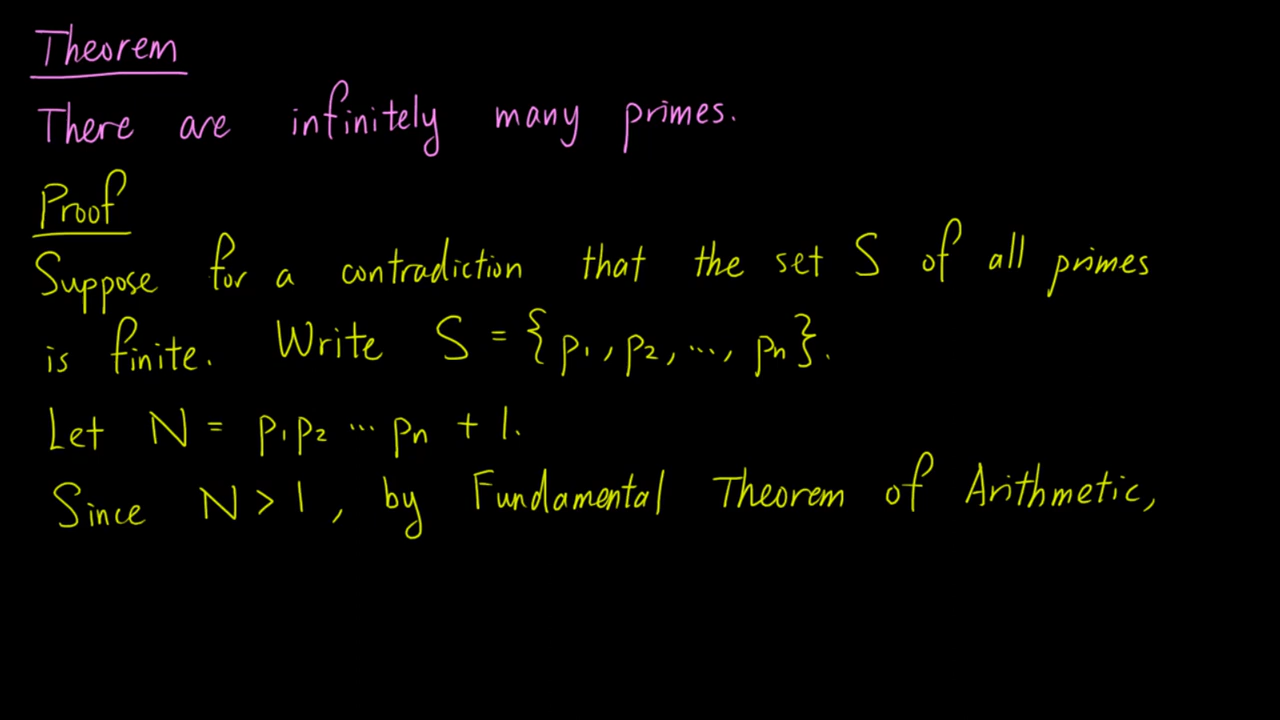 Theorem
There are infinitely many primes.
Proof
Suppose for a contradiction that the set S of all primes
is finite. Write S = {p1, p2, ..., pn}.
Let N = p1p2 ... pn + 1.
Since N > 1, by Fundamental Theorem of Arithmetic,